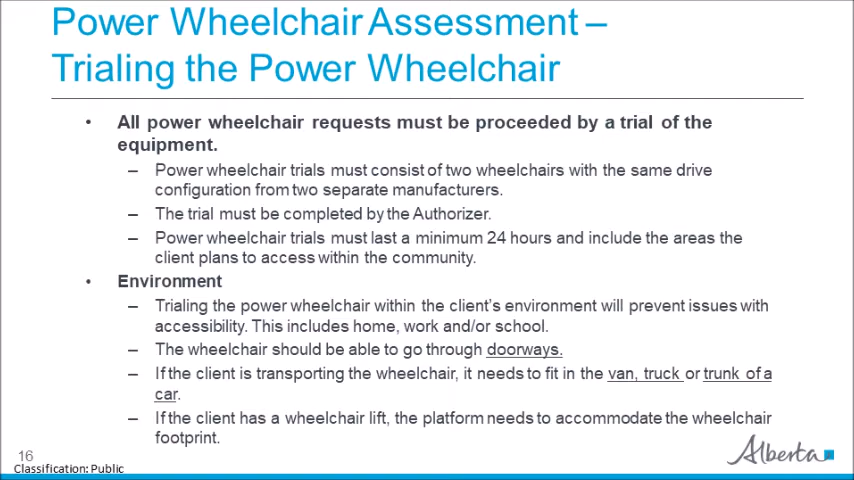 Power Wheelchair Assessment –
Trialing the Power Wheelchair
• All power wheelchair requests must be proceeded by a trial of the
equipment.
– Power wheelchair trials must consist of two wheelchairs with the same drive
configuration from two separate manufacturers.
– The trial must be completed by the Authorizer.
– Power wheelchair trials must last a minimum 24 hours and include the areas the
client plans to access within the community.
• Environment
– Trialing the power wheelchair within the client's environment will prevent issues with
accessibility. This includes home, work and/or school.
– The wheelchair should be able to go through doorways.
– If the client is transporting the wheelchair, it needs to fit in the van, truck or trunk of a
car.
– If the client has a wheelchair lift, the platform needs to accommodate the wheelchair
footprint.
16
Classification: Public
Alberta